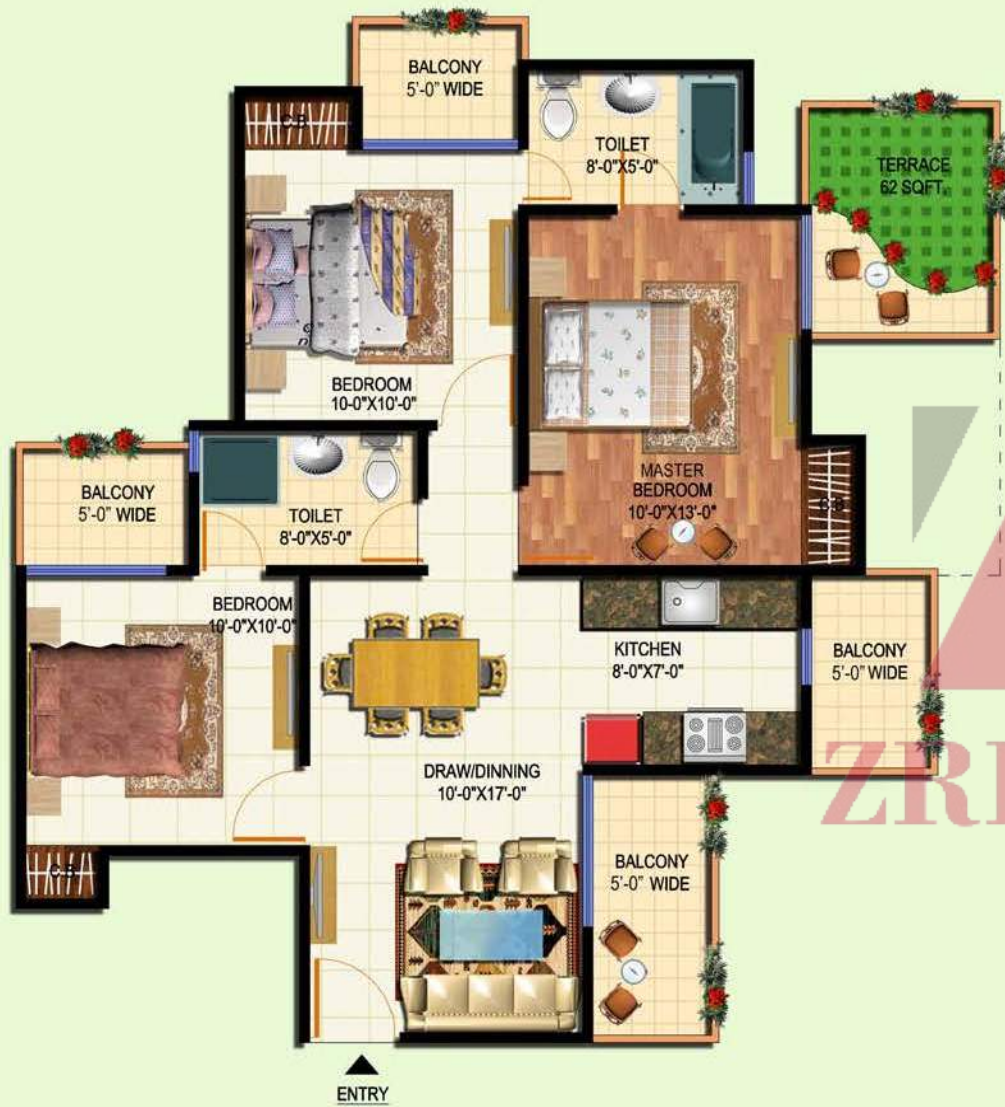 BALCONY
5'-0" WIDE
C.B
TOILET
8'-0"X5'-0"
TERRACE
62 SQFT.
BEDROOM
10-0"X10'-0"
MASTER
BEDROOM
10'-0"X13'-0"
C.B
BALCONY
5'-0" WIDE
TOILET
8'-0"X5'-0"
BEDROOM
10'-0"X10'-0"
KITCHEN
8'-0"X7'-0"
BALCONY
5'-0" WIDE
DRAW/DINNING
10'-0"X17'-0"
ZR
BALCONY
5'-0" WIDE
C.B
ENTRY